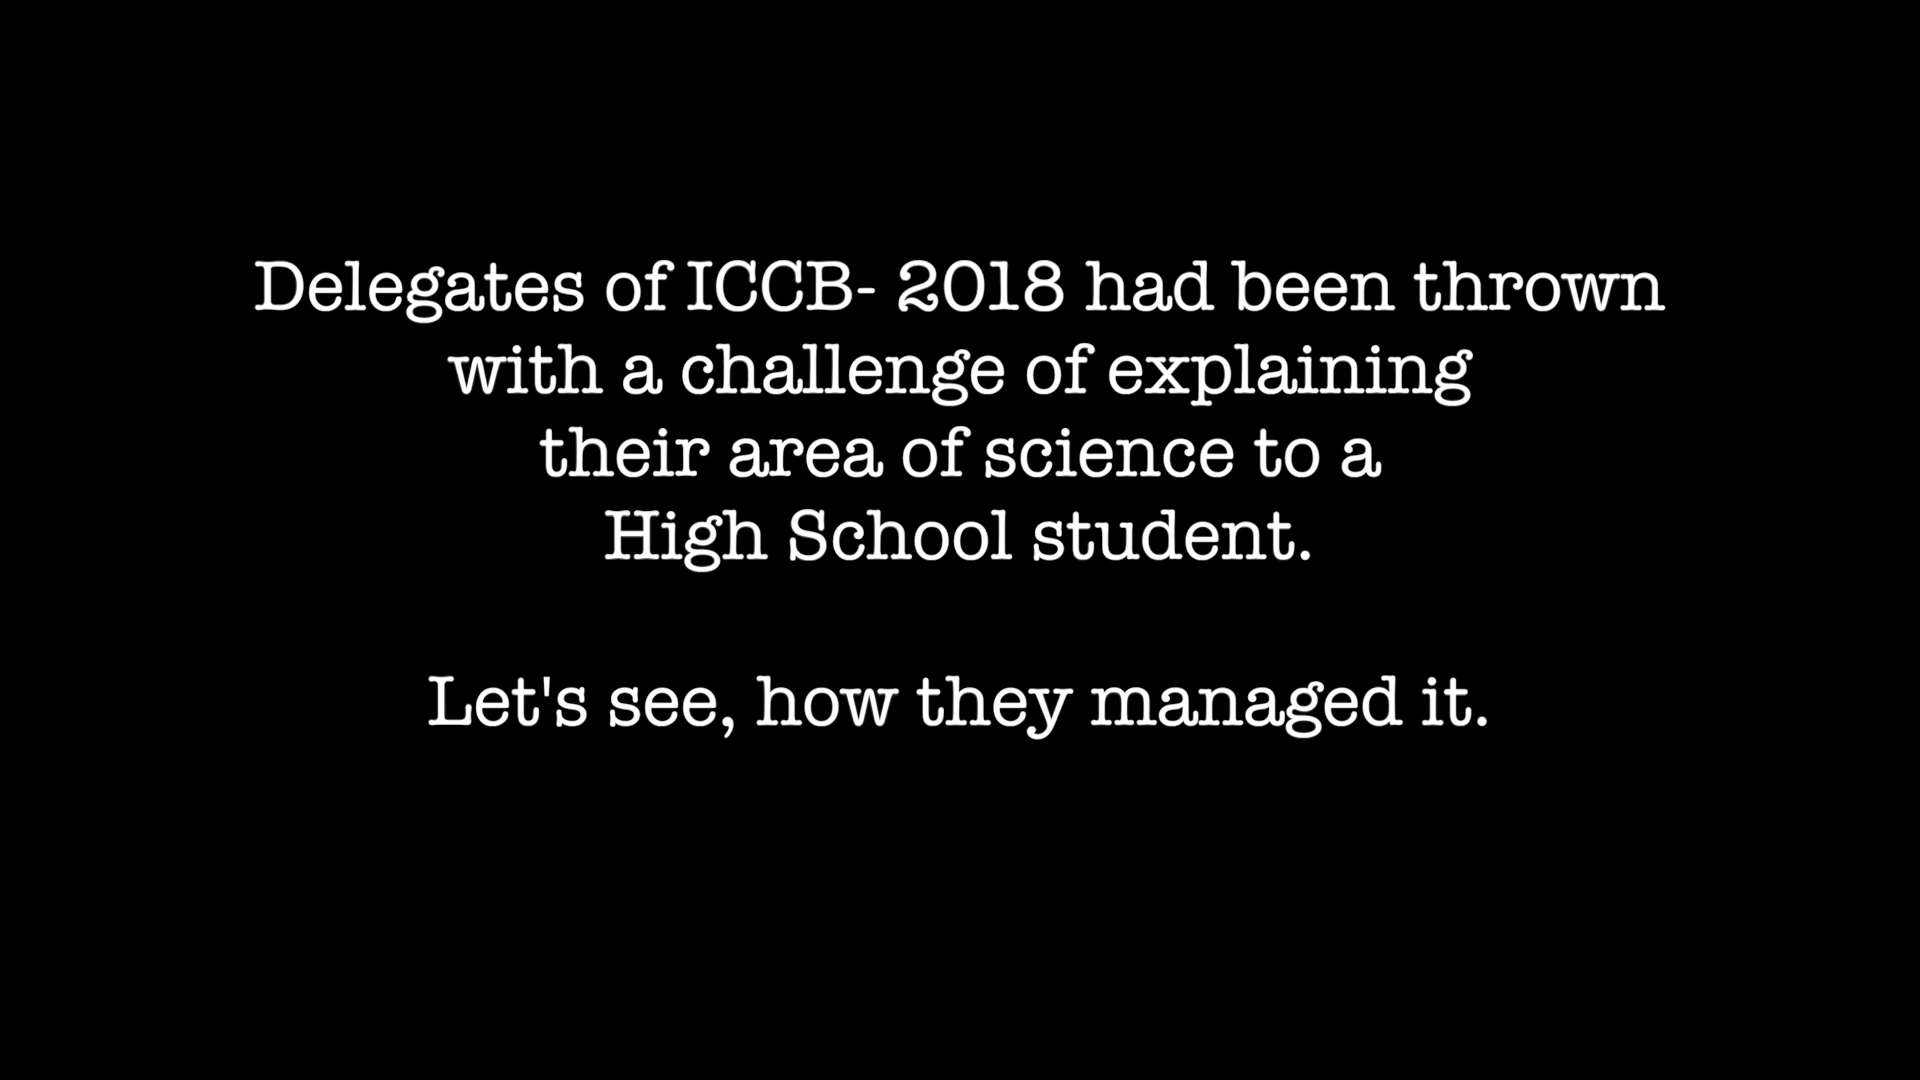 Delegates of ICCB- 2018 had been thrown
with a challenge of explaining
their area of science to a
High School student.
Let's see, how they managed it.